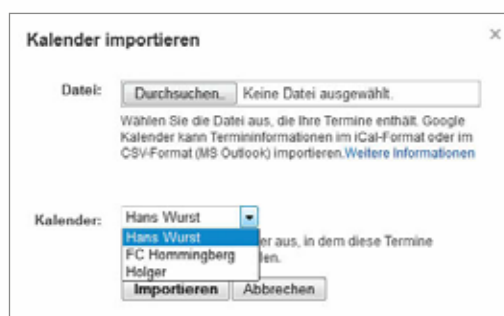 Kalender importieren
×
Datei:
Durchsuchen..
Keine Datei ausgewählt.
Wählen Sie die Datei aus, die Ihre Termine enthält. Google
Kalender kann Termininformationen im iCal-Format oder im
CSV-Format (MS Outlook) importieren.Weitere Informationen
Kalender:
Hans Wurst
Hans Wurst
er aus, in dem diese Termine
FC Hommingberg
len.
Holger
Importieren
Abbrechen